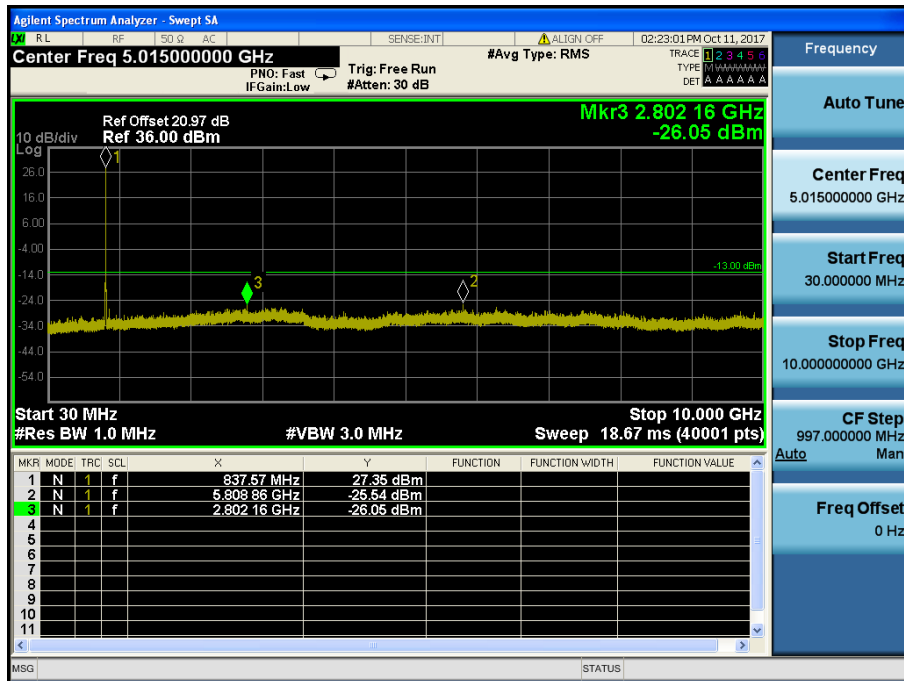 Agilent Spectrum Analyzer - Swept SA
LXI RL RF 50 Ω AC SENSE:INT ALIGN OFF 02:23:01 PM Oct 11, 2017
Center Freq 5.015000000 GHz #Avg Type: RMS TRACE 1 2 3 4 5 6
PNO: Fast Trig: Free Run TYPE M WWWWW
IFGain:Low #Atten: 30 dB DET A A A A A A
Mkr3 2.802 16 GHz
-26.05 dBm
Ref Offset 20.97 dB
10 dB/div Ref 36.00 dBm
Log
1
26.0
16.0
6.00
-4.00
-13.00 dBm
-14.0
3
2
-24.0
-34.0
-44.0
-54.0
Start 30 MHz Stop 10.000 GHz
#Res BW 1.0 MHz #VBW 3.0 MHz Sweep 18.67 ms (40001 pts)
MKR MODE TRC SCL X Y FUNCTION FUNCTION WIDTH FUNCTION VALUE
1 N 1 f 837.57 MHz 27.35 dBm
2 N 1 f 5.808 86 GHz -25.54 dBm
3 N 1 f 2.802 16 GHz -26.05 dBm
4
5
6
7
8
9
10
11
MSG STATUS
Frequency
Auto Tune
Center Freq
5.015000000 GHz
Start Freq
30.000000 MHz
Stop Freq
10.000000000 GHz
CF Step
997.000000 MHz
Auto Man
Freq Offset
0 Hz